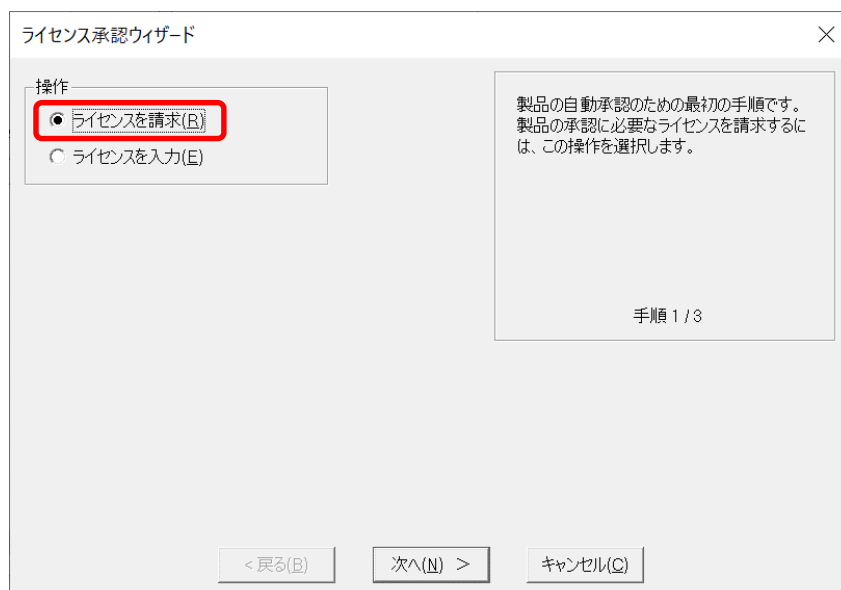 ライセンス承認ウィザード
操作
ライセンスを請求(R)
ライセンスを入力(E)
製品の自動承認のための最初の手順です。
製品の承認に必要なライセンスを請求するに
は、この操作を選択します。
手順 1 / 3
< 戻る(B)
次へ(N) >
キャンセル(C)